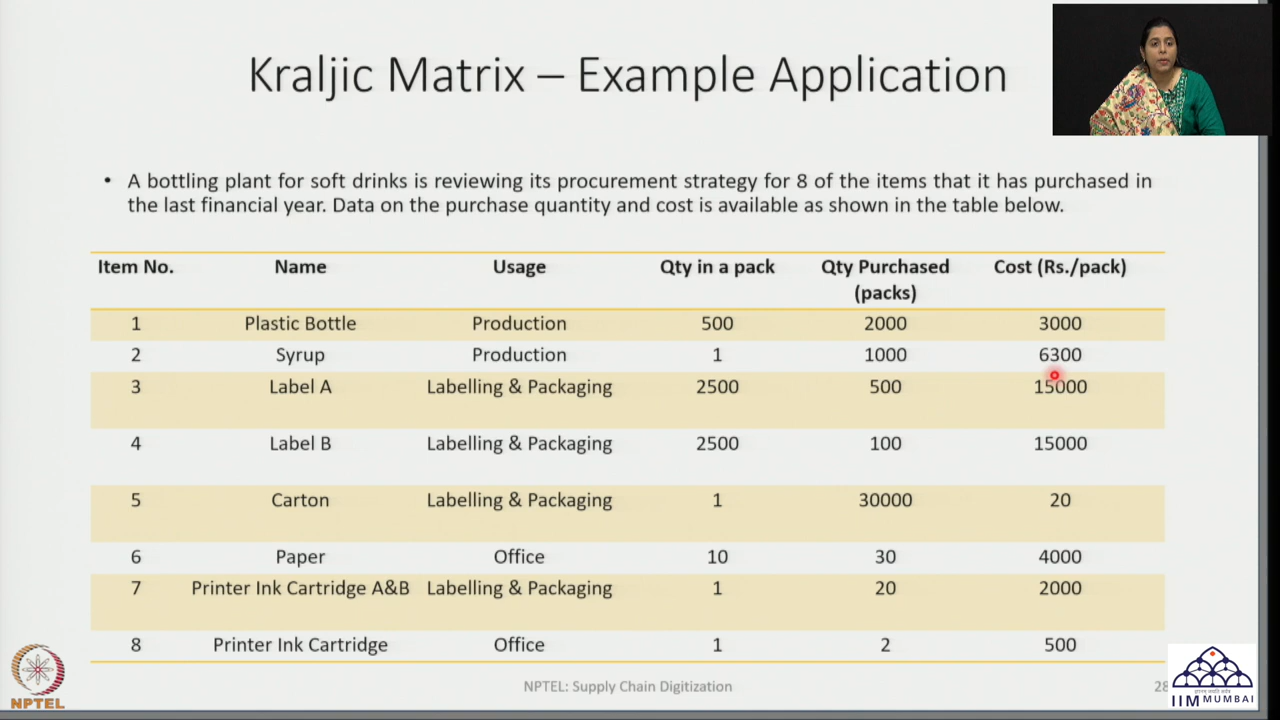 Kraljic Matrix – Example Application
• A bottling plant for soft drinks is reviewing its procurement strategy for 8 of the items that it has purchased in
the last financial year. Data on the purchase quantity and cost is available as shown in the table below.
Item No. Name Usage Qty in a pack Qty Purchased (packs) Cost (Rs./pack)
1 Plastic Bottle Production 500 2000 3000
2 Syrup Production 1 1000 6300
3 Label A Labelling & Packaging 2500 500 15000
4 Label B Labelling & Packaging 2500 100 15000
5 Carton Labelling & Packaging 1 30000 20
6 Paper Office 10 30 4000
7 Printer Ink Cartridge A&B Labelling & Packaging 1 20 2000
8 Printer Ink Cartridge Office 1 2 500
NPTEL
NPTEL: Supply Chain Digitization
28
IIM MUMBAI